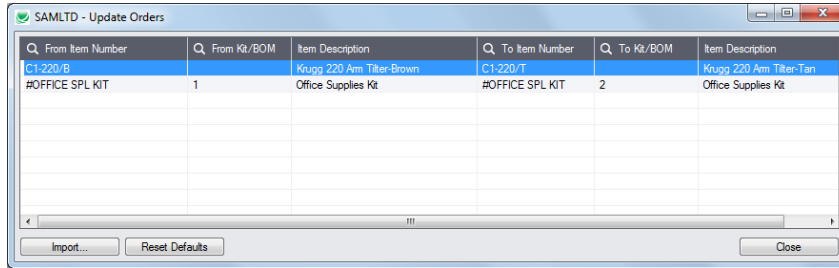 SAMLTD - Update Orders
From Item Number From Kit/BOM Item Description To Item Number To Kit/BOM Item Description
C1-220/B Krugg 220 Arm Tilter-Brown C1-220/T Krugg 220 Arm Tilter-Tan
#OFFICE SPL KIT 1 Office Supplies Kit #OFFICE SPL KIT 2 Office Supplies Kit
Import... Reset Defaults Close